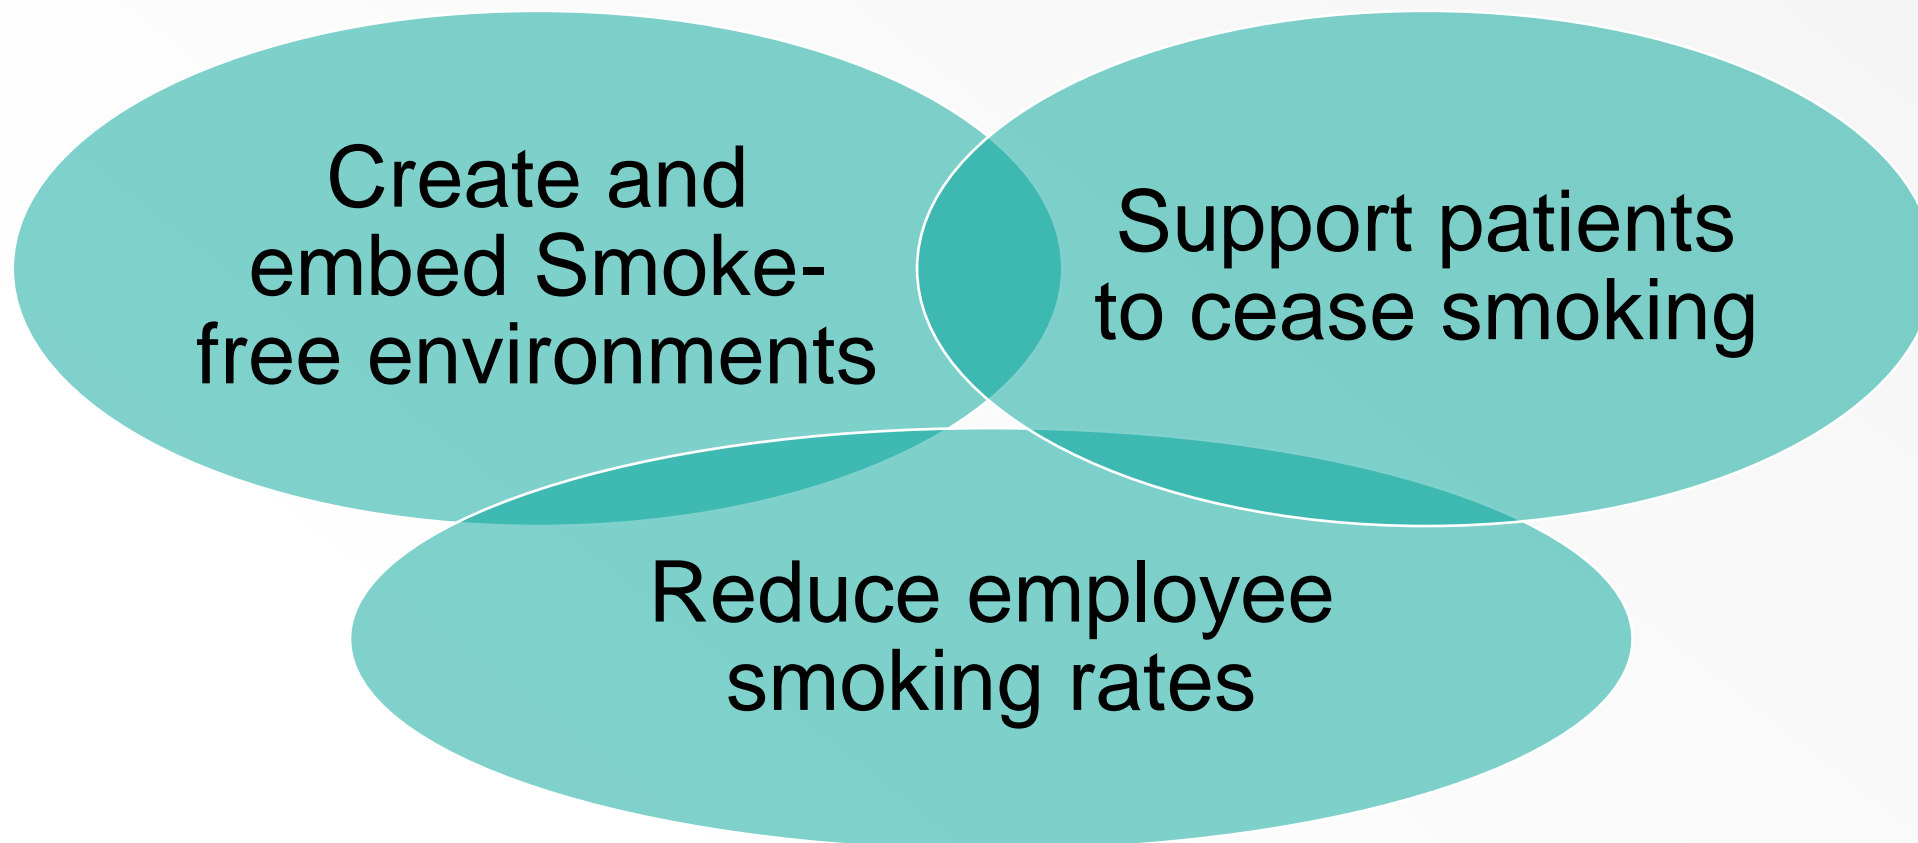 Create and
embed Smoke-
free environments
Support patients
to cease smoking
Reduce employee
smoking rates